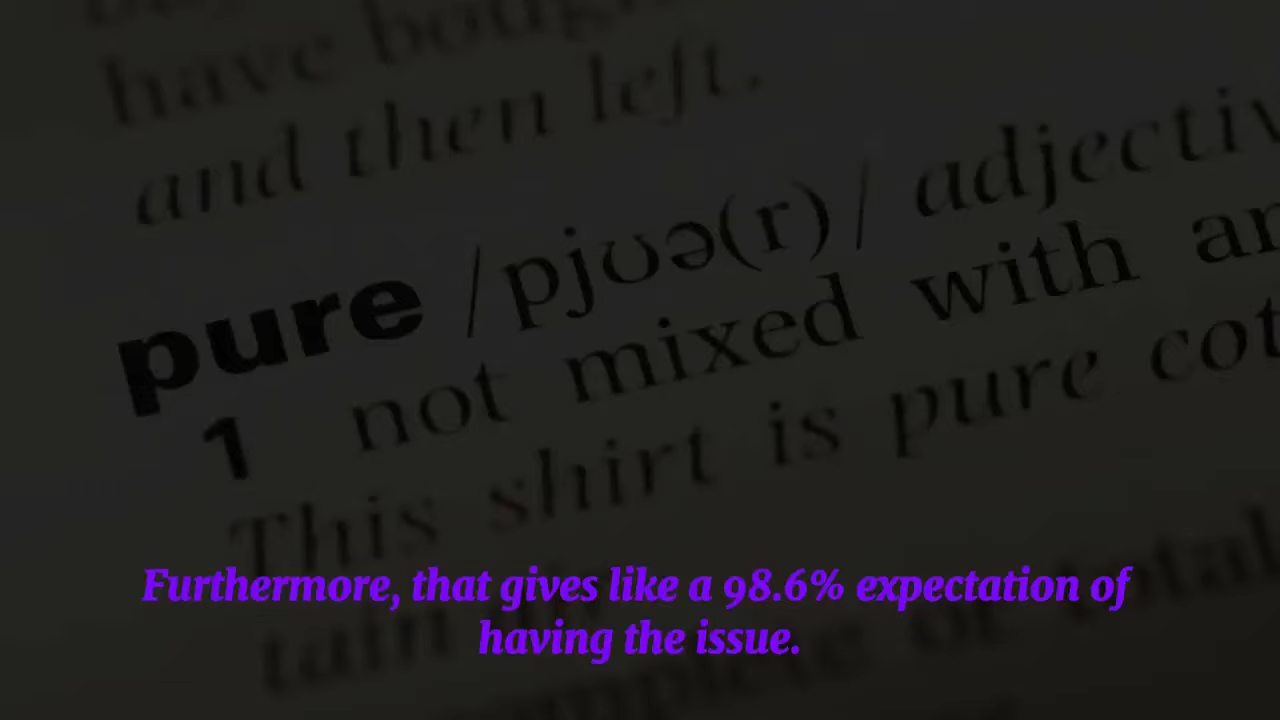 have bough
and then left.
pure /pjʊə(r)/ adjectiv
1 not mixed with an
This shirt is pure cot
Furthermore, that gives like a 98.6% expectation of
having the issue.